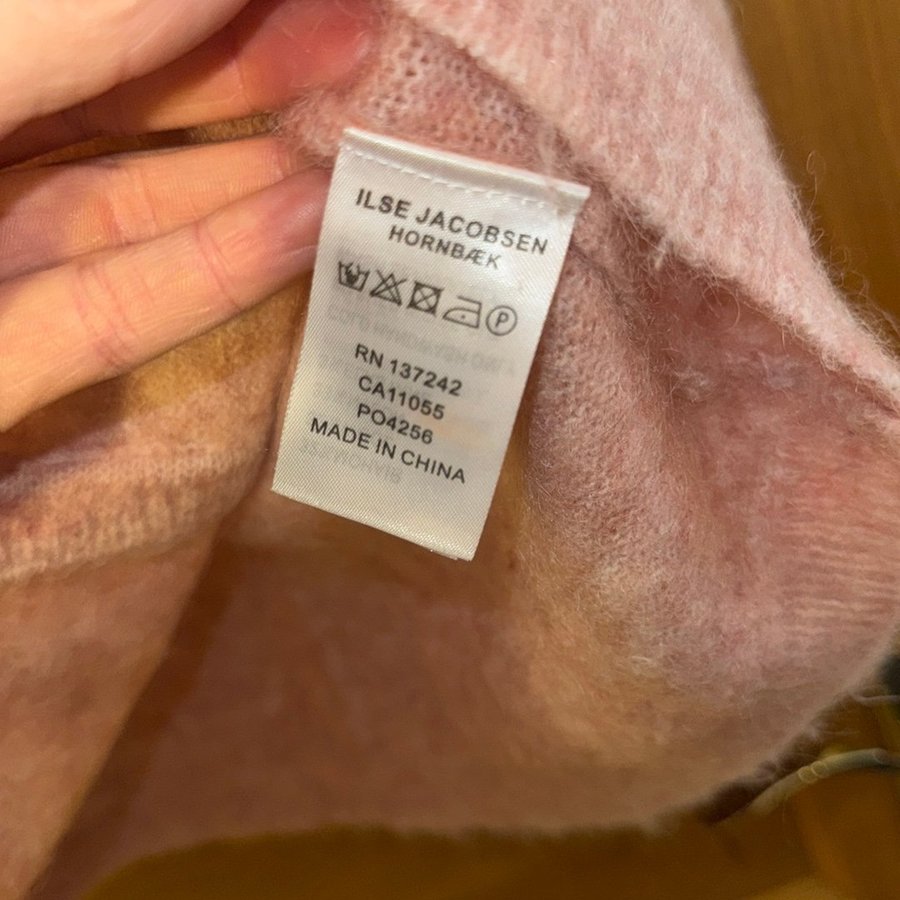 ILSE JACOBSEN
HORNBÆK
P
RN 137242
CA11055
PO4256
MADE IN CHINA